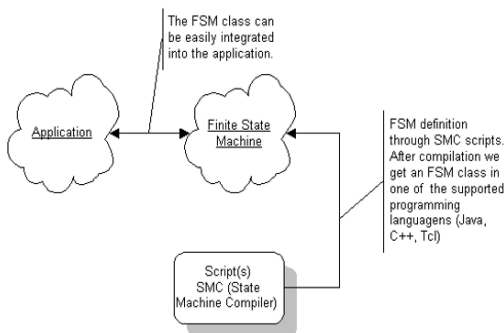 The FSM class can
be easily integrated
into the application.
Application
Finite State
Machine
FSM definition
through SMC scripts.
After compilation we
get an FSM class in
one of the supported
programming
languagens (Java,
C++, Tcl)
Script(s)
SMC (State
Machine Compiler)